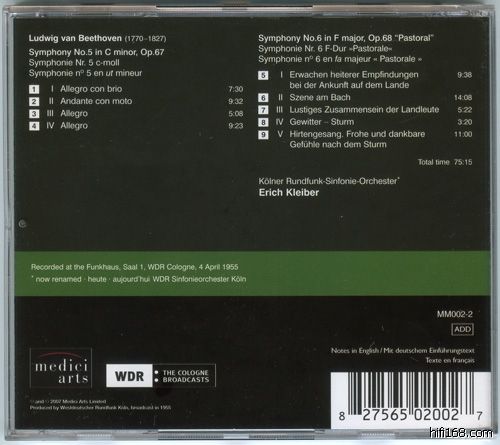 Ludwig van Beethoven (1770–1827)
Symphony No.5 in C minor, Op.67
Symphonie Nr. 5 c-moll
Symphonie nº 5 en ut mineur
1 I Allegro con brio 7:30
2 II Andante con moto 9:32
3 III Allegro 5:08
4 IV Allegro 9:23
Symphony No.6 in F major, Op.68 “Pastoral”
Symphonie Nr. 6 F-Dur »Pastorale«
Symphonie nº 6 en fa majeur « Pastorale »
5 I Erwachen heiterer Empfindungen 9:38
bei der Ankunft auf dem Lande
6 II Szene am Bach 14:08
7 III Lustiges Zusammensein der Landleute 5:22
8 IV Gewitter – Sturm 3:20
9 V Hirtengesang. Frohe und dankbare 11:00
Gefühle nach dem Sturm
Total time 75:15
Kölner Rundfunk-Sinfonie-Orchester*
Erich Kleiber
Recorded at the Funkhaus, Saal 1, WDR Cologne, 4 April 1955
* now renamed · heute · aujourd'hui WDR Sinfonieorchester Köln
MM002-2
ADD
Notes in English / Mit deutschem Einführungstext
Texte en français
medici
arts
WDR
THE COLOGNE
BROADCASTS
℗ and © 2007 Medici Arts Limited
Produced by Westdeutscher Rundfunk Köln, broadcast in 1955
8 27565 02002 7
hifi168.com